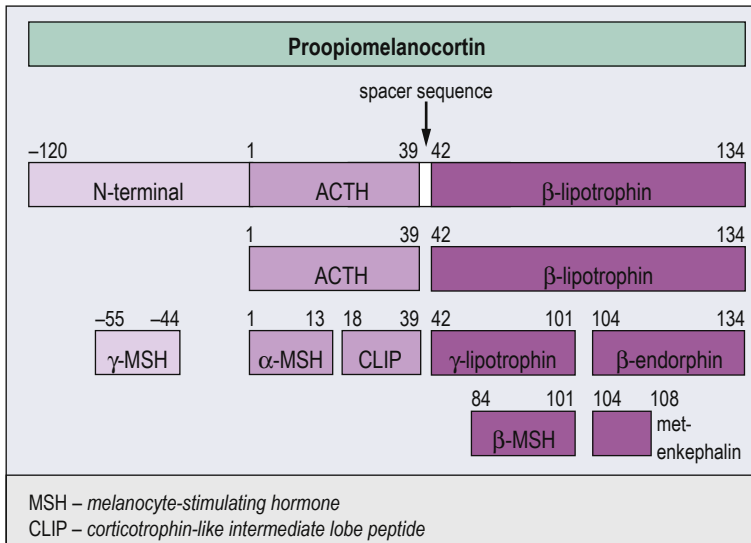 Proopiomelanocortin
spacer sequence
–120 1 39 42 134
N-terminal ACTH β-lipotrophin
1 39 42 134
ACTH β-lipotrophin
–55 –44 1 13 18 39 42 101 104 134
γ-MSH α-MSH CLIP γ-lipotrophin β-endorphin
84 101 104 108
β-MSH met-
enkephalin
MSH – melanocyte-stimulating hormone
CLIP – corticotrophin-like intermediate lobe peptide